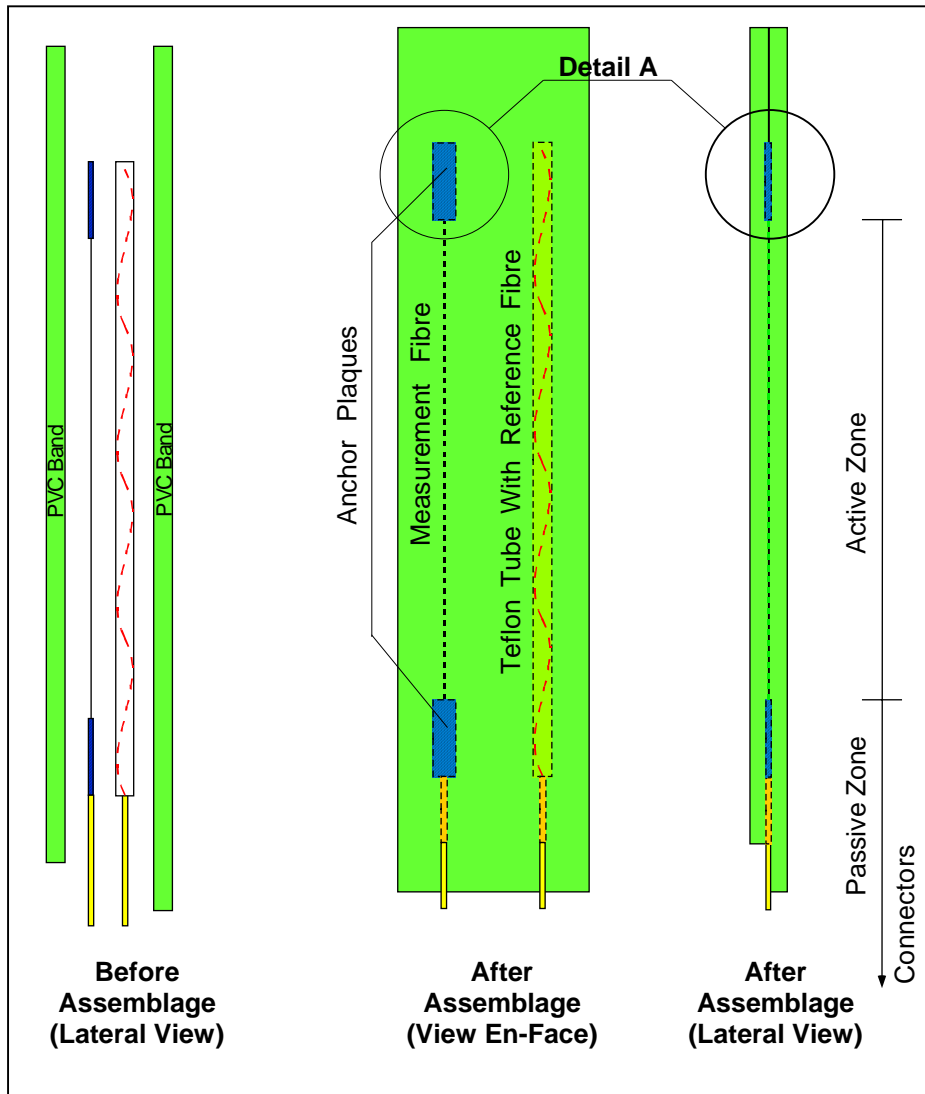 Detail A
PVC Band
PVC Band
Anchor Plaques
Measurement Fibre
Teflon Tube With Reference Fibre
Active Zone
Passive Zone
Connectors
Before
Assemblage
(Lateral View)
After
Assemblage
(View En-Face)
After
Assemblage
(Lateral View)